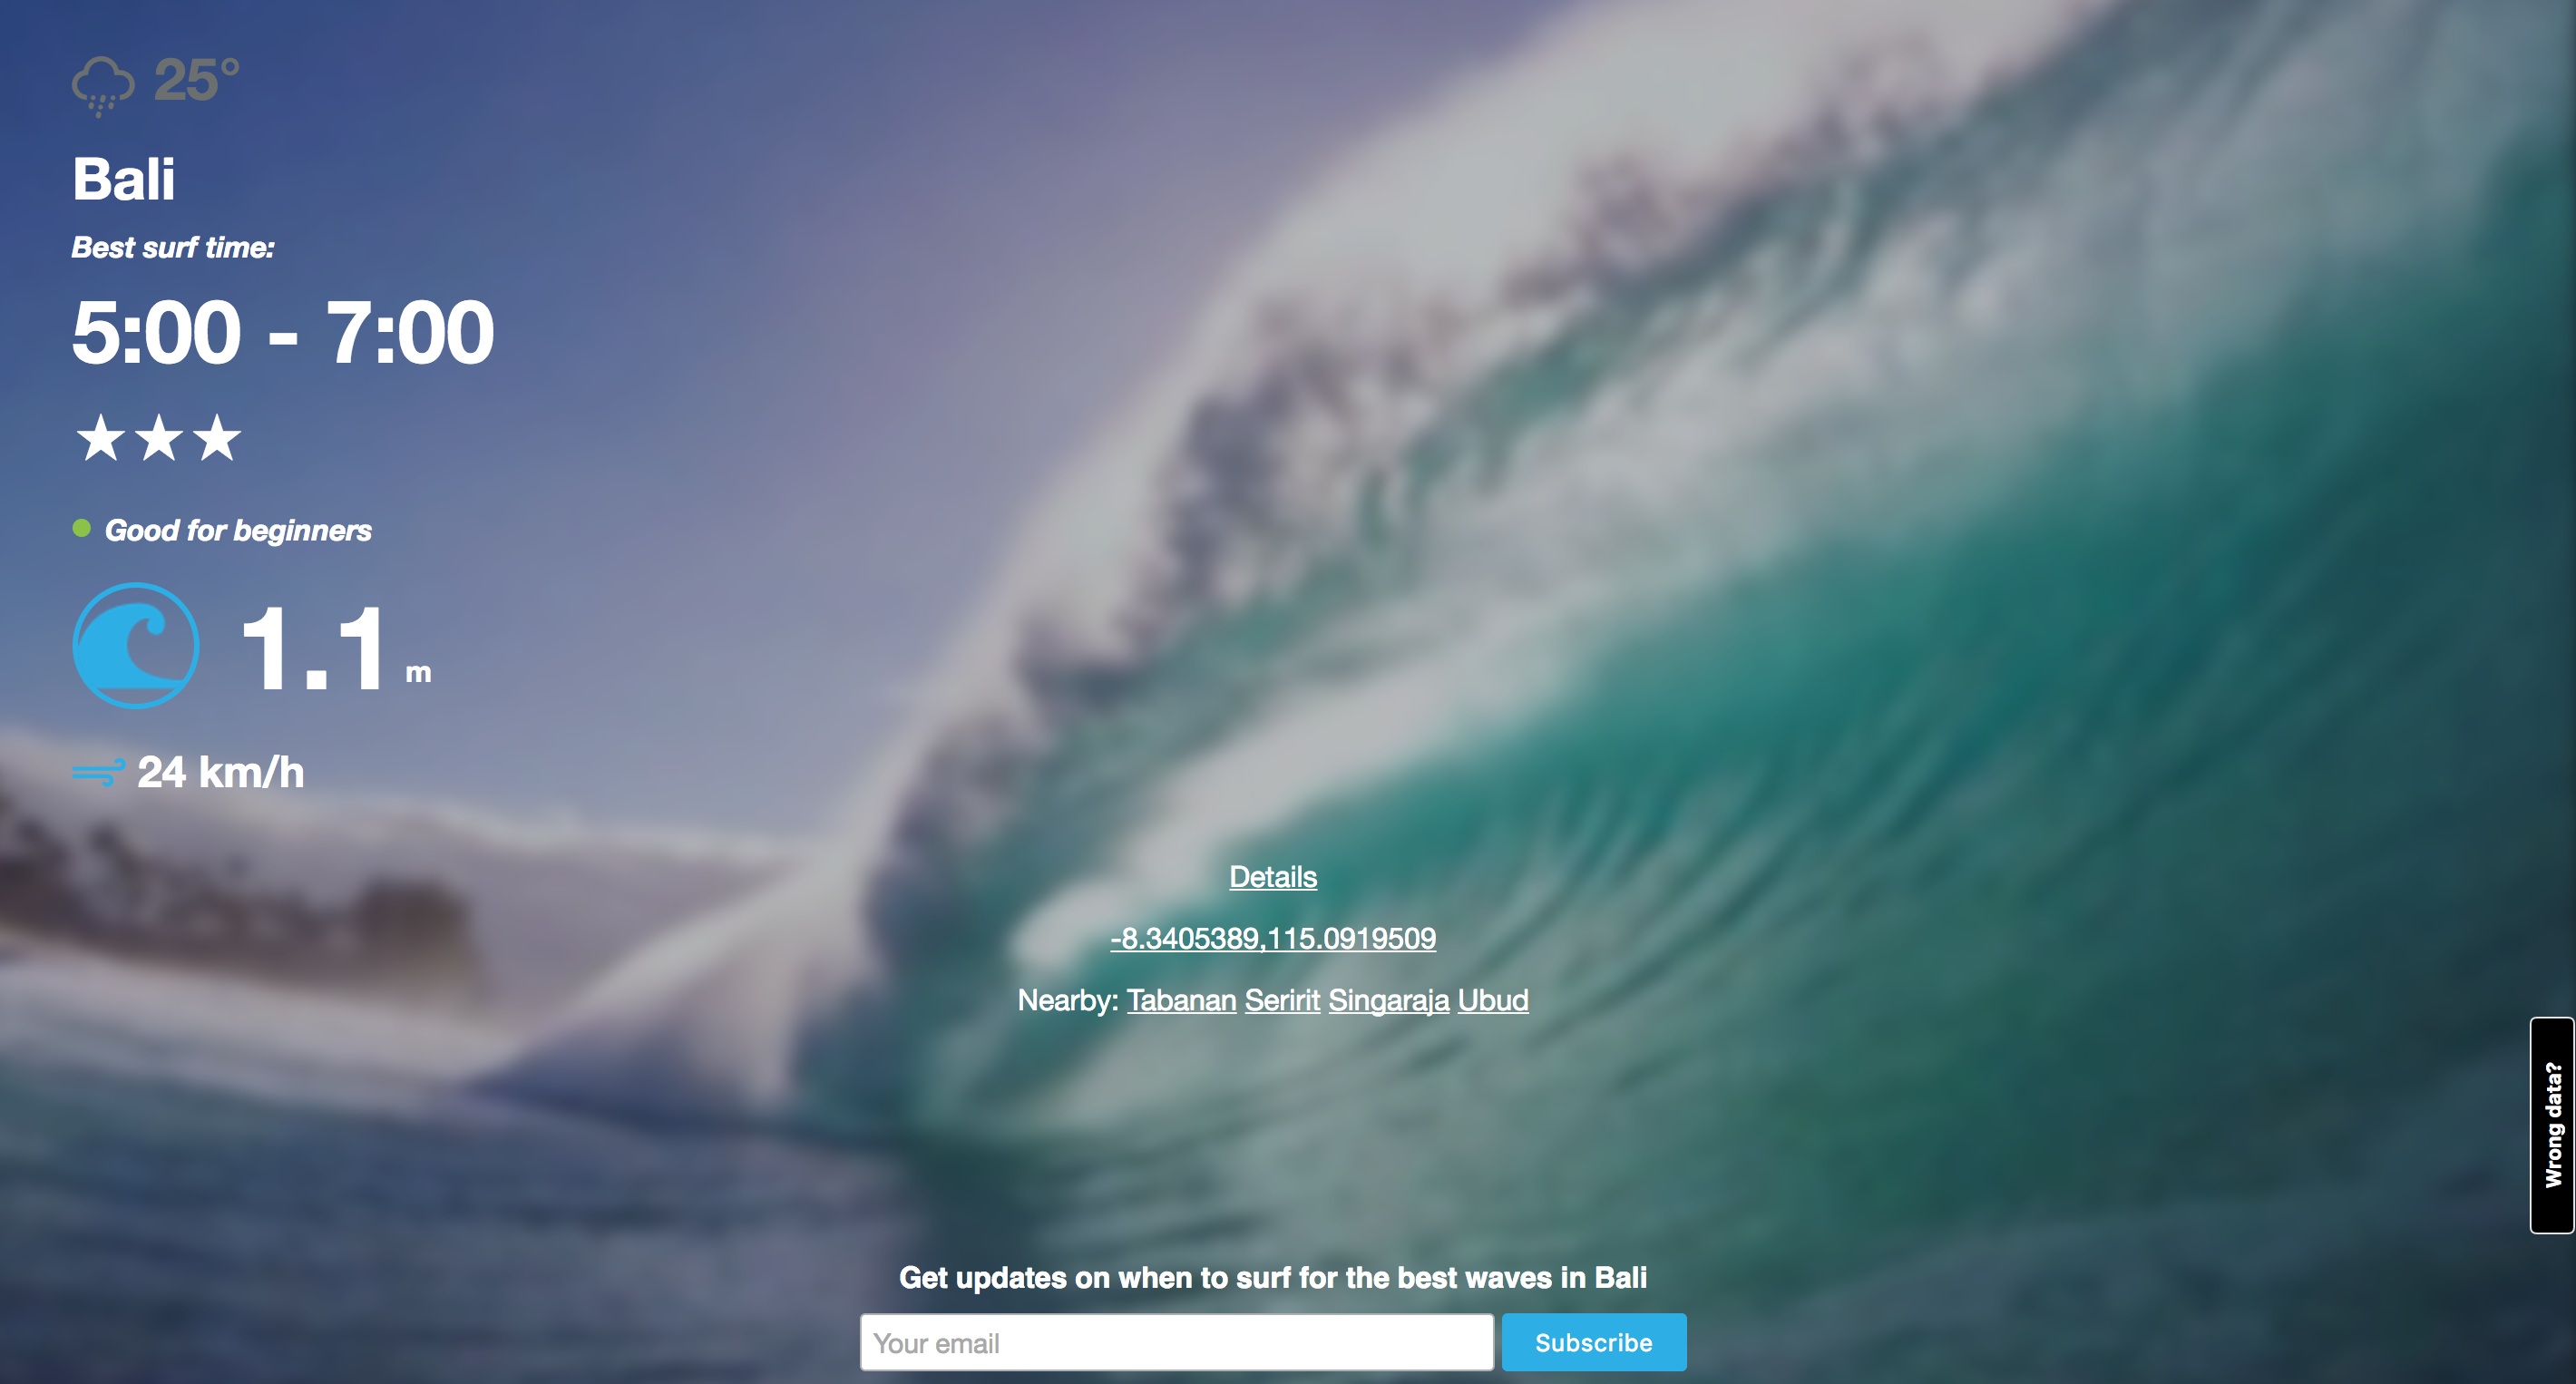 25°
Bali
Best surf time:
5:00 - 7:00
★★★
Good for beginners
1.1 m
24 km/h
Details
-8.3405389,115.0919509
Nearby: Tabanan Seririt Singaraja Ubud
Wrong data?
Get updates on when to surf for the best waves in Bali
Your email
Subscribe